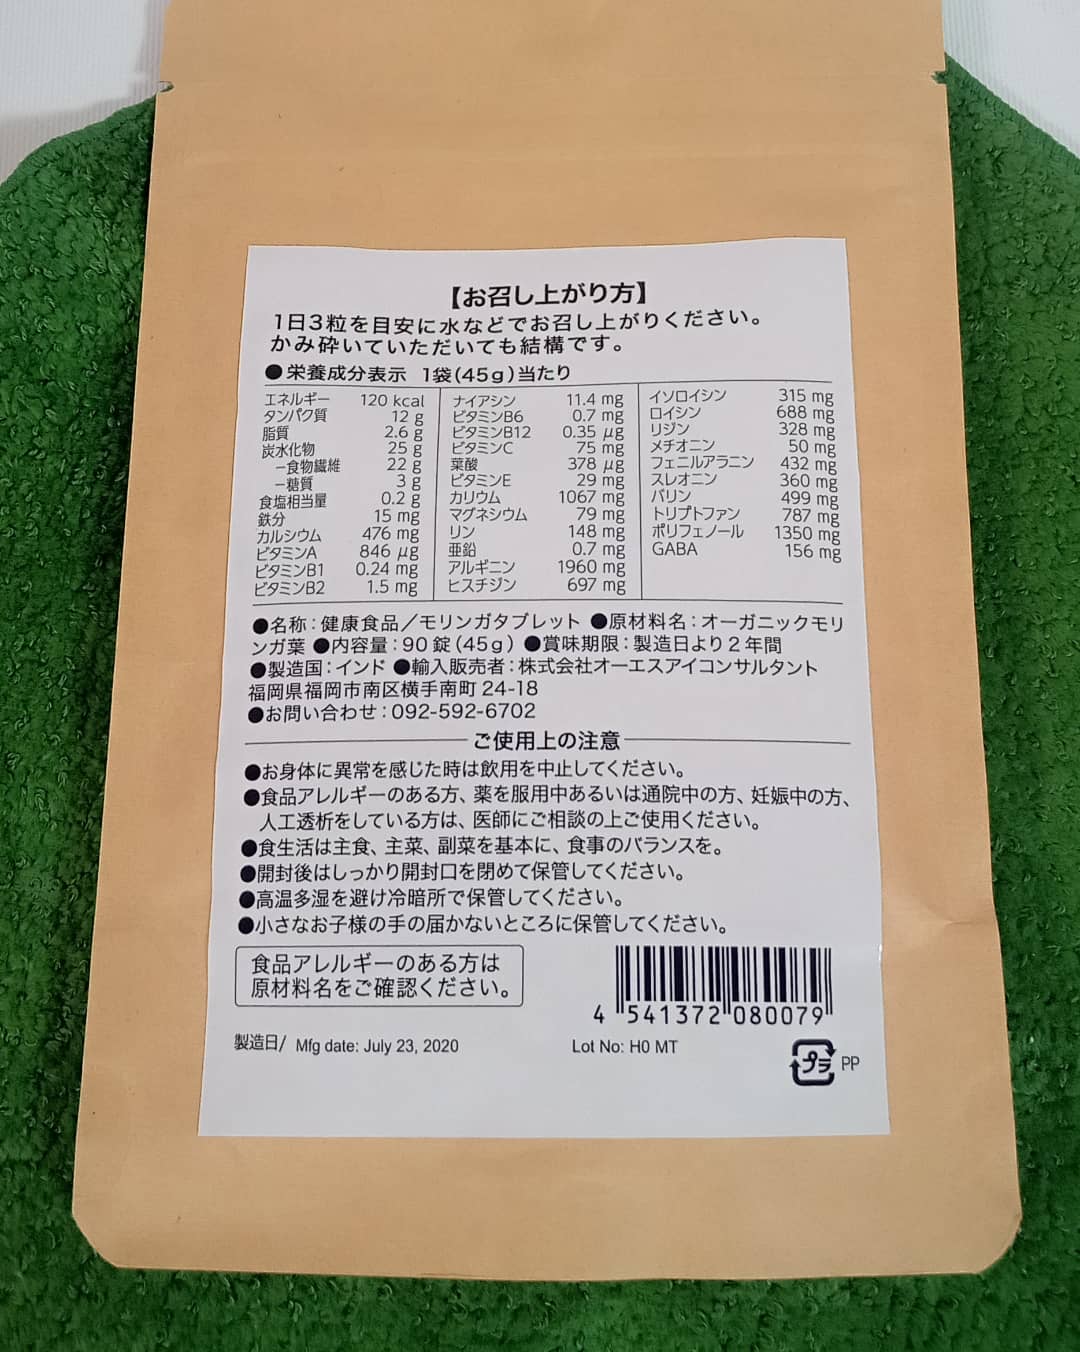 【お召し上がり方】
1日3粒を目安に水などでお召し上がりください。
かみ砕いていただいても結構です。
●栄養成分表示 1袋(45g)当たり
エネルギー 120 kcal
タンパク質 12 g
脂質 2.6 g
炭水化物 25 g
－食物繊維 22 g
－糖質 3 g
食塩相当量 0.2 g
鉄分 15 mg
カルシウム 476 mg
ビタミンA 846 μg
ビタミンB1 0.24 mg
ビタミンB2 1.5 mg
ナイアシン 11.4 mg
ビタミンB6 0.7 mg
ビタミンB12 0.35 μg
ビタミンC 75 mg
葉酸 378 μg
ビタミンE 29 mg
カリウム 1067 mg
マグネシウム 79 mg
リン 148 mg
亜鉛 0.7 mg
アルギニン 1960 mg
ヒスチジン 697 mg
イソロイシン 315 mg
ロイシン 688 mg
リジン 328 mg
メチオニン 50 mg
フェニルアラニン 432 mg
スレオニン 360 mg
バリン 499 mg
トリプトファン 787 mg
ポリフェノール 1350 mg
GABA 156 mg
●名称：健康食品／モリンガタブレット ●原材料名：オーガニックモリ
ンガ葉 ●内容量：90錠(45g) ●賞味期限：製造日より2年間
●製造国：インド ●輸入販売者：株式会社オーエスアイコンサルタント
福岡県福岡市南区横手南町 24-18
●お問い合わせ：092-592-6702
ご使用上の注意
●お身体に異常を感じた時は飲用を中止してください。
●食品アレルギーのある方、薬を服用中あるいは通院中の方、妊娠中の方、
人工透析をしている方は、医師にご相談の上ご使用ください。
●食生活は主食、主菜、副菜を基本に、食事のバランスを。
●開封後はしっかり開封口を閉めて保管してください。
●高温多湿を避け冷暗所で保管してください。
●小さなお子様の手の届かないところに保管してください。
食品アレルギーのある方は
原材料名をご確認ください。
4 541372 080079
製造日/ Mfg date: July 23, 2020
Lot No: H0 MT
プラ PP